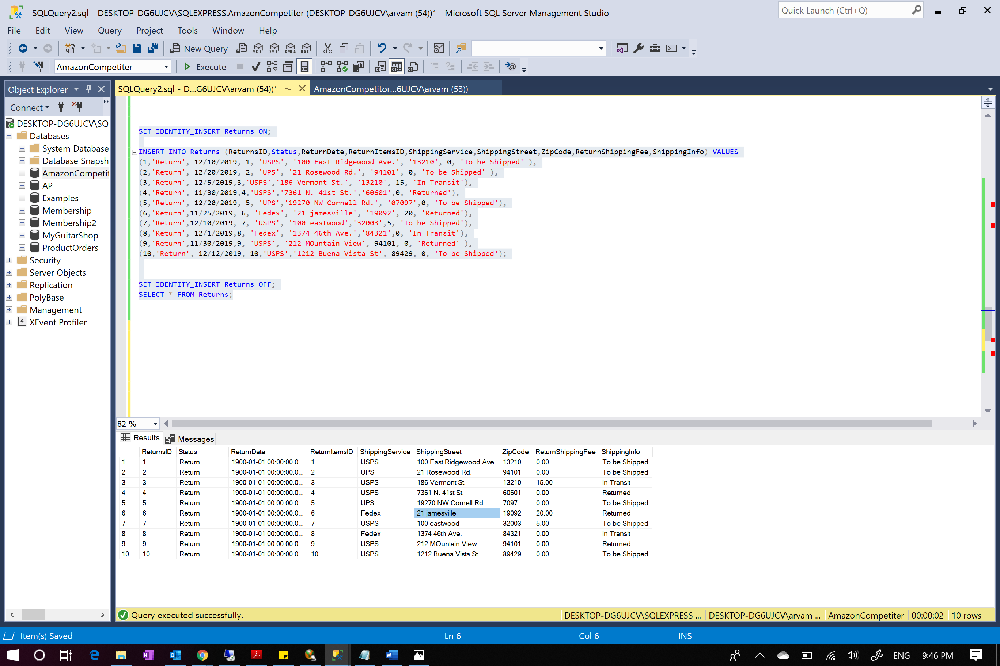 SQLQuery2.sql - DESKTOP-DG6UJCV\SQLEXPRESS.AmazonCompetiter (DESKTOP-DG6UJCV\arvam (54))* - Microsoft SQL Server Management Studio
Quick Launch (Ctrl+Q)
File Edit View Query Project Tools Window Help
New Query MDX DMX XMLA DAX
AmazonCompetiter Execute
Object Explorer
SQLQuery2.sql - D...G6UJCV\arvam (54))*
AmazonCompetitor...6UJCV\arvam (53))
Connect
DESKTOP-DG6UJCV\SQ
Databases
System Database
Database Snapsh
AmazonCompetit
AP
Examples
Membership
Membership2
MyGuitarShop
ProductOrders
Security
Server Objects
Replication
PolyBase
Management
XEvent Profiler
SET IDENTITY_INSERT Returns ON;
INSERT INTO Returns (ReturnsID,Status,ReturnDate,ReturnItemsID,ShippingService,ShippingStreet,ZipCode,ReturnShippingFee,ShippingInfo) VALUES
(1,'Return', 12/10/2019, 1, 'USPS', '100 East Ridgewood Ave.', '13210', 0, 'To be Shipped' ),
(2,'Return', 12/20/2019, 2, 'UPS', '21 Rosewood Rd.', '94101', 0, 'To be Shipped' ),
(3,'Return', 12/5/2019,3,'USPS','186 Vermont St.', '13210', 15, 'In Transit'),
(4,'Return', 11/30/2019,4,'USPS','7361 N. 41st St.','60601',0, 'Returned'),
(5,'Return', 12/20/2019, 5, 'UPS','19270 NW Cornell Rd.', '07097',0, 'To be Shipped'),
(6,'Return',11/25/2019, 6, 'Fedex', '21 jamesville', '19092', 20, 'Returned'),
(7,'Return',12/10/2019, 7, 'USPS', '100 eastwood','32003',5, 'To be Shipped'),
(8,'Return', 12/1/2019,8, 'Fedex', '1374 46th Ave.','84321',0, 'In Transit'),
(9,'Return',11/30/2019,9, 'USPS', '212 MOuntain View', 94101, 0, 'Returned' ),
(10,'Return', 12/12/2019, 10,'USPS','1212 Buena Vista St', 89429, 0, 'To be Shipped');
SET IDENTITY_INSERT Returns OFF;
SELECT * FROM Returns;
82 %
Results Messages
ReturnsID Status ReturnDate ReturnItemsID ShippingService ShippingStreet ZipCode ReturnShippingFee ShippingInfo
1 1 Return 1900-01-01 00:00:00.0... 1 USPS 100 East Ridgewood Ave. 13210 0.00 To be Shipped
2 2 Return 1900-01-01 00:00:00.0... 2 UPS 21 Rosewood Rd. 94101 0.00 To be Shipped
3 3 Return 1900-01-01 00:00:00.0... 3 USPS 186 Vermont St. 13210 15.00 In Transit
4 4 Return 1900-01-01 00:00:00.0... 4 USPS 7361 N. 41st St. 60601 0.00 Returned
5 5 Return 1900-01-01 00:00:00.0... 5 UPS 19270 NW Cornell Rd. 7097 0.00 To be Shipped
6 6 Return 1900-01-01 00:00:00.0... 6 Fedex 21 jamesville 19092 20.00 Returned
7 7 Return 1900-01-01 00:00:00.0... 7 USPS 100 eastwood 32003 5.00 To be Shipped
8 8 Return 1900-01-01 00:00:00.0... 8 Fedex 1374 46th Ave. 84321 0.00 In Transit
9 9 Return 1900-01-01 00:00:00.0... 9 USPS 212 MOuntain View 94101 0.00 Returned
10 10 Return 1900-01-01 00:00:00.0... 10 USPS 1212 Buena Vista St 89429 0.00 To be Shipped
Query executed successfully.
DESKTOP-DG6UJCV\SQLEXPRESS ... DESKTOP-DG6UJCV\arvam ... AmazonCompetiter 00:00:02 10 rows
Item(s) Saved Ln 6 Col 6 INS
ENG 9:46 PM